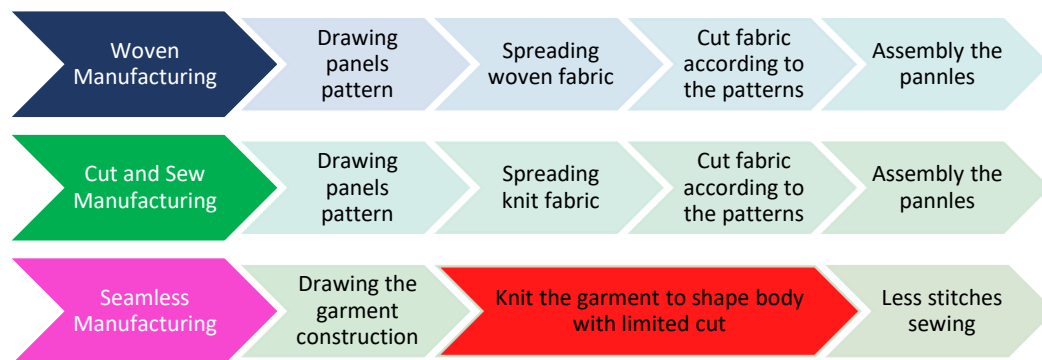 Woven
Manufacturing
Drawing
panels
pattern
Spreading
woven fabric
Cut fabric
according to
the patterns
Assembly the
pannles
Cut and Sew
Manufacturing
Drawing
panels
pattern
Spreading
knit fabric
Cut fabric
according to
the patterns
Assembly the
pannles
Seamless
Manufacturing
Drawing the
garment
construction
Knit the garment to shape body
with limited cut
Less stitches
sewing